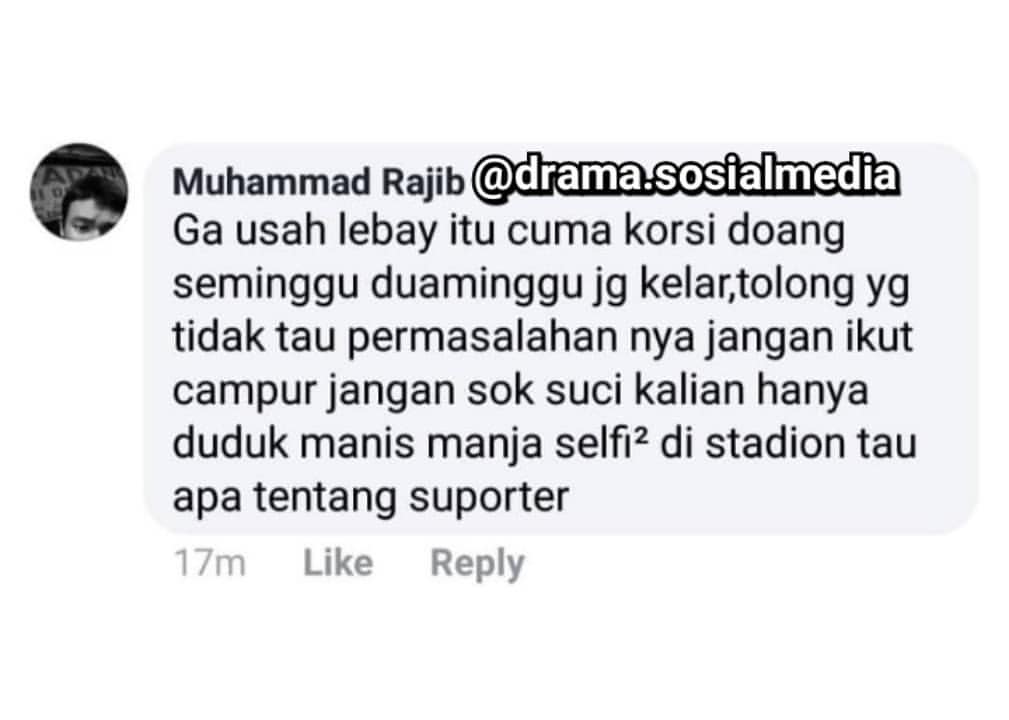 Muhammad Rajib @drama.sosialmedia
Ga usah lebay itu cuma korsi doang
seminggu duaminggu jg kelar,tolong yg
tidak tau permasalahan nya jangan ikut
campur jangan sok suci kalian hanya
duduk manis manja selfi² di stadion tau
apa tentang suporter
17m Like Reply